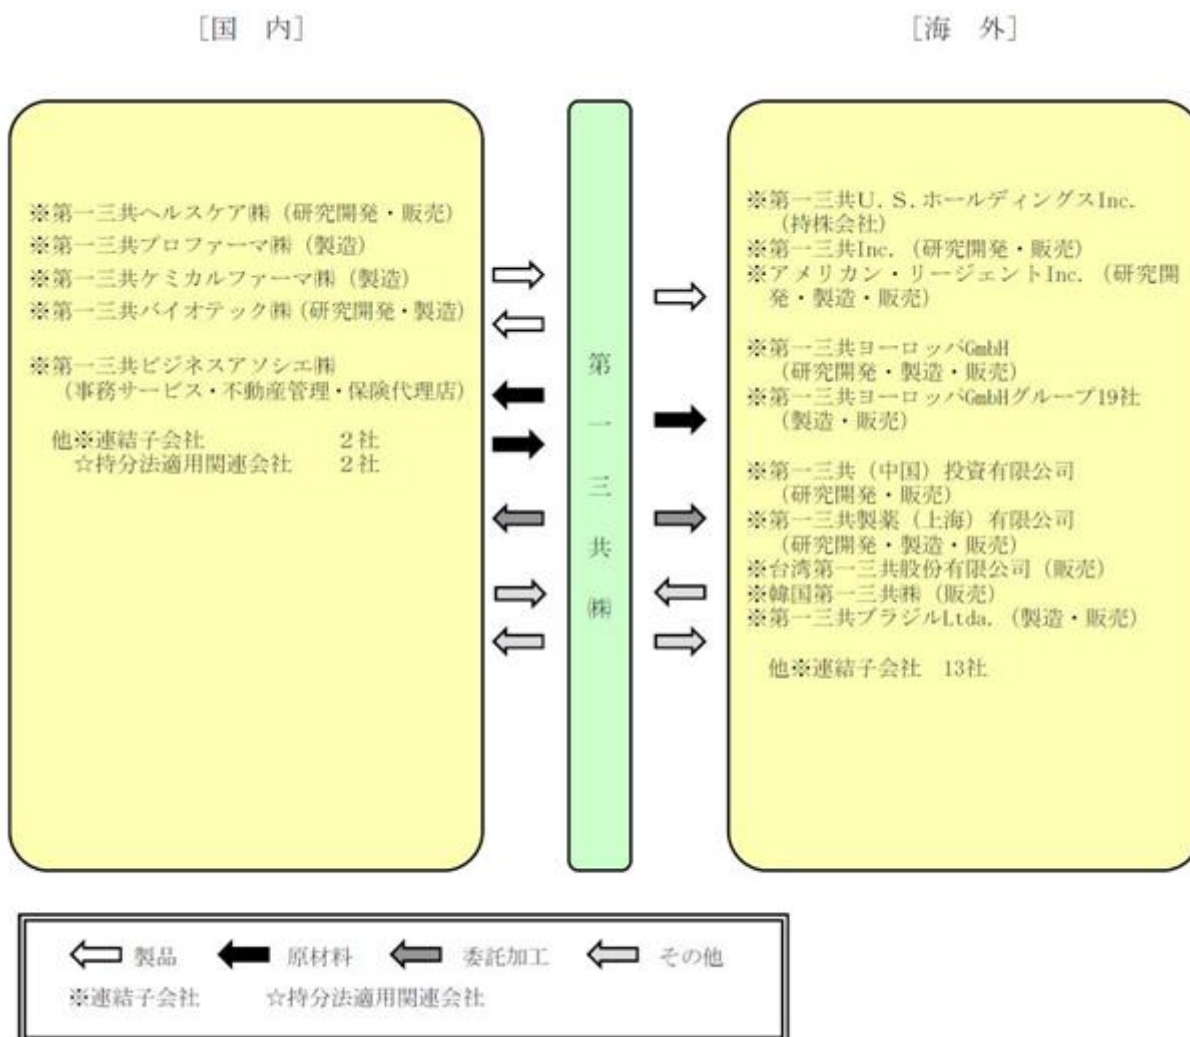 ［国　内］
［海　外］
※第一三共ヘルスケア㈱（研究開発・販売）
※第一三共プロファーマ㈱（製造）
※第一三共ケミカルファーマ㈱（製造）
※第一三共バイオテック㈱（研究開発・製造）
※第一三共ビジネスアソシエ㈱
（事務サービス・不動産管理・保険代理店）
他※連結子会社　２社
☆持分法適用関連会社　２社
第一三共㈱
※第一三共Ｕ．Ｓ．ホールディングスInc.
（持株会社）
※第一三共Inc.（研究開発・販売）
※アメリカン・リージェントInc.（研究開
発・製造・販売）
※第一三共ヨーロッパGmbH
（研究開発・製造・販売）
※第一三共ヨーロッパGmbHグループ19社
（製造・販売）
※第一三共（中国）投資有限公司
（研究開発・販売）
※第一三共製薬（上海）有限公司
（研究開発・製造・販売）
※台湾第一三共股份有限公司（販売）
※韓国第一三共㈱（販売）
※第一三共ブラジルLtda.（製造・販売）
他※連結子会社　13社
製品　原材料　委託加工　その他
※連結子会社　☆持分法適用関連会社